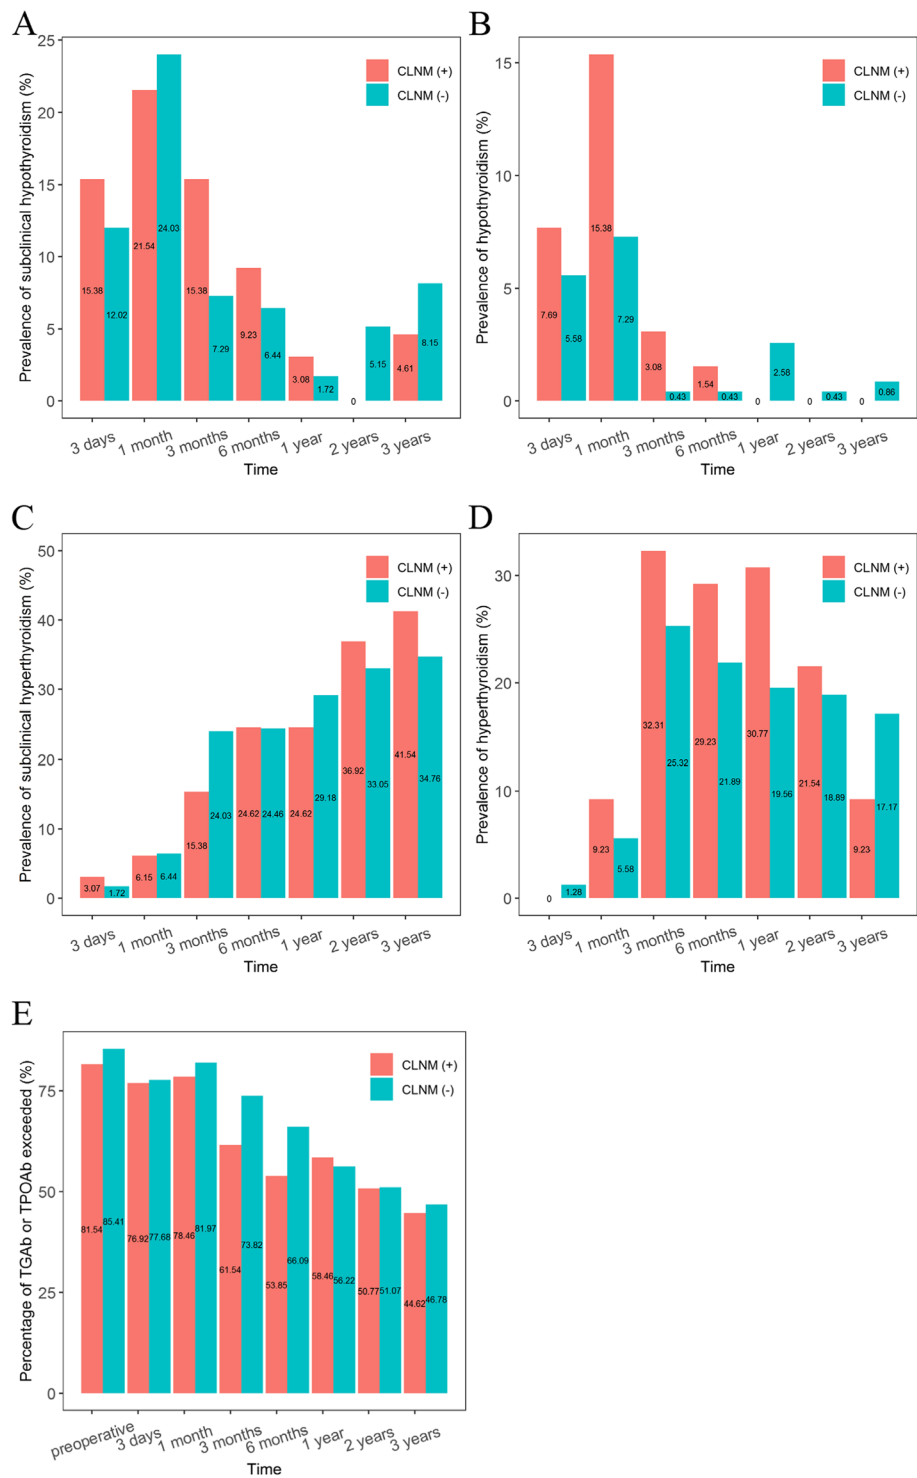 A
Prevalence of subclinical hypothyroidism (%)
25
20
15
10
5
0
CLNM (+)
CLNM (-)
15.38
12.02
21.54
24.03
15.38
7.29
9.23
6.44
3.08
1.72
0
5.15
4.61
8.15
3 days
1 month
3 months
6 months
1 year
2 years
3 years
Time
B
Prevalence of hypothyroidism (%)
15
10
5
0
CLNM (+)
CLNM (-)
7.69
5.58
15.38
7.29
3.08
0.43
1.54
0.43
0
2.58
0
0.43
0
0.86
3 days
1 month
3 months
6 months
1 year
2 years
3 years
Time
C
Prevalence of subclinical hyperthyroidism (%)
50
40
30
20
10
0
CLNM (+)
CLNM (-)
3.07
1.72
6.15
6.44
15.38
24.03
24.62
24.46
24.62
29.18
36.92
33.05
41.54
34.76
3 days
1 month
3 months
6 months
1 year
2 years
3 years
Time
D
Prevalence of hyperthyroidism (%)
30
20
10
0
CLNM (+)
CLNM (-)
0
1.28
9.23
5.58
32.31
25.32
29.23
21.89
30.77
19.56
21.54
18.89
9.23
17.17
3 days
1 month
3 months
6 months
1 year
2 years
3 years
Time
E
Percentage of TGAb or TPOAb exceeded (%)
75
50
25
0
CLNM (+)
CLNM (-)
81.54
85.41
76.92
77.68
78.46
81.97
61.54
73.82
53.85
66.09
58.46
56.22
50.77
51.07
44.62
46.78
preoperative
3 days
1 month
3 months
6 months
1 year
2 years
3 years
Time